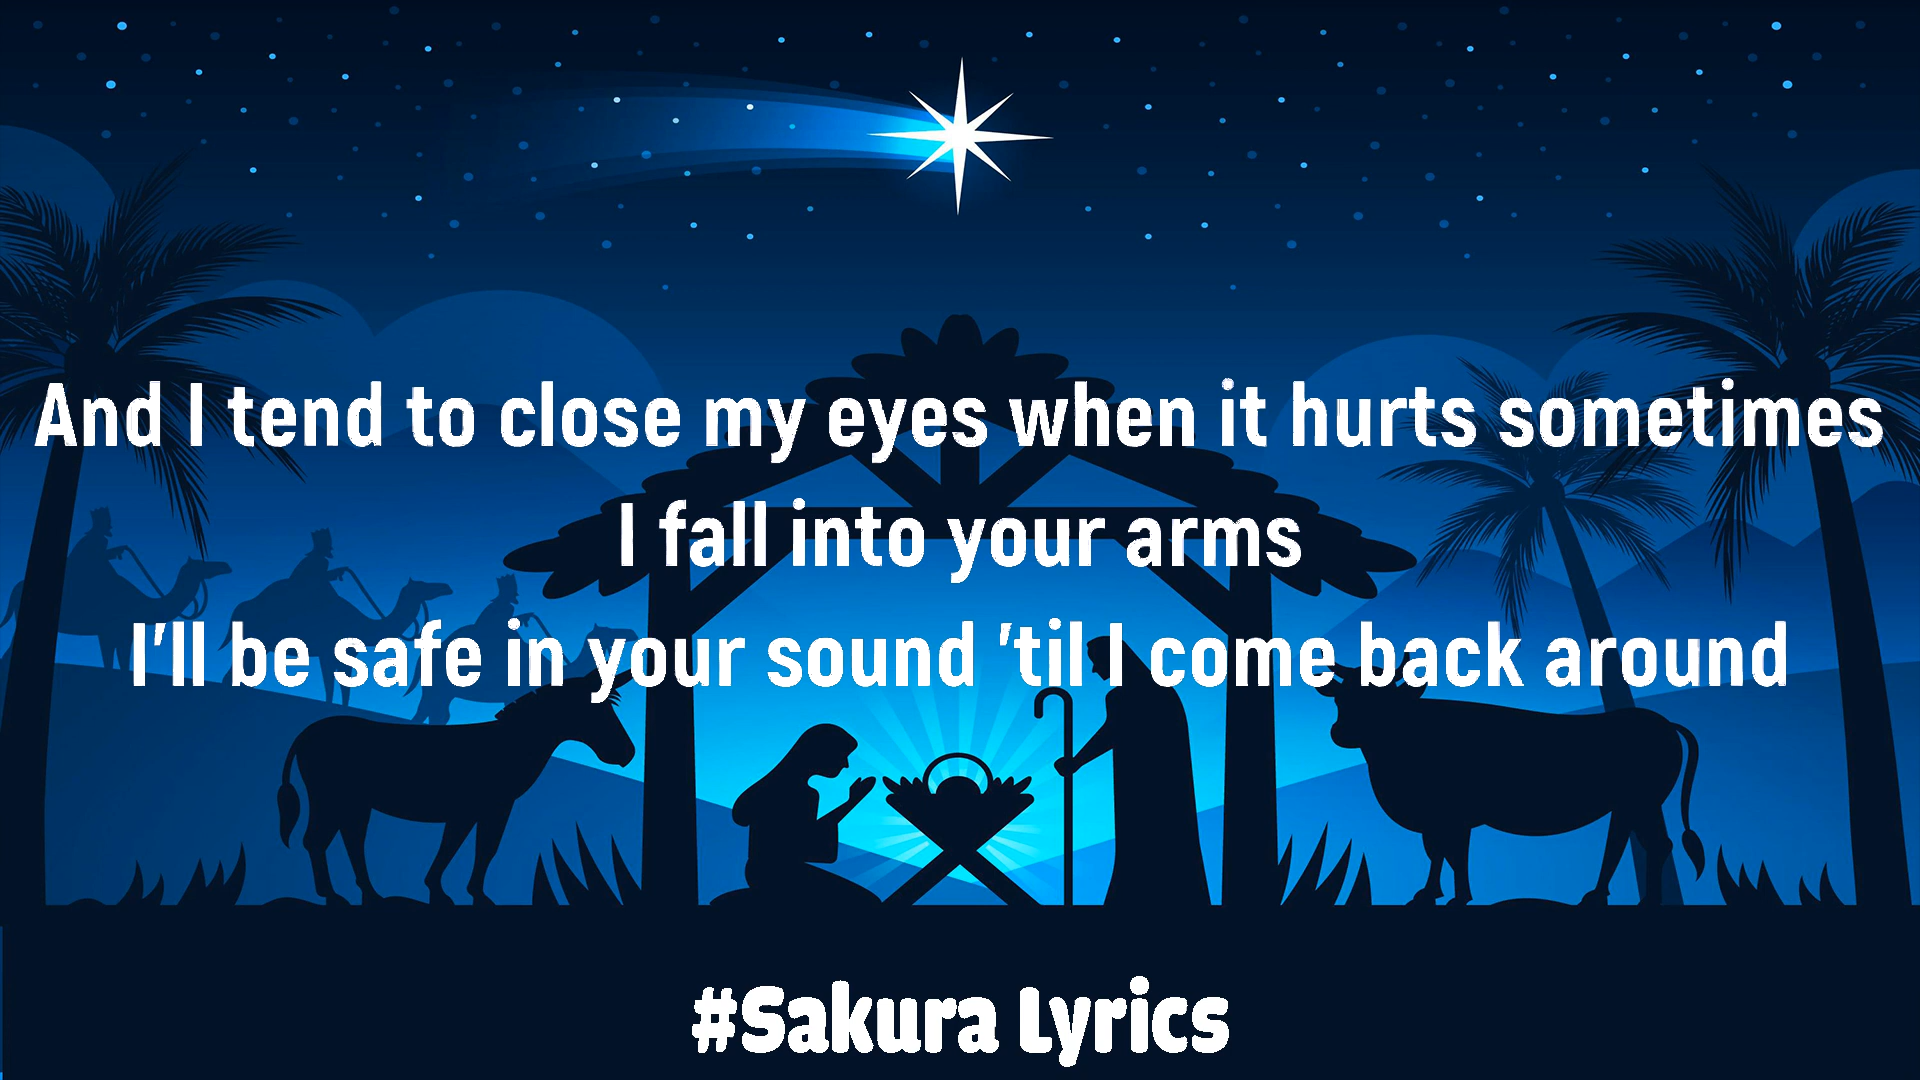 And I tend to close my eyes when it hurts sometimes
I fall into your arms
I'll be safe in your sound 'til I come back around
#Sakura Lyrics